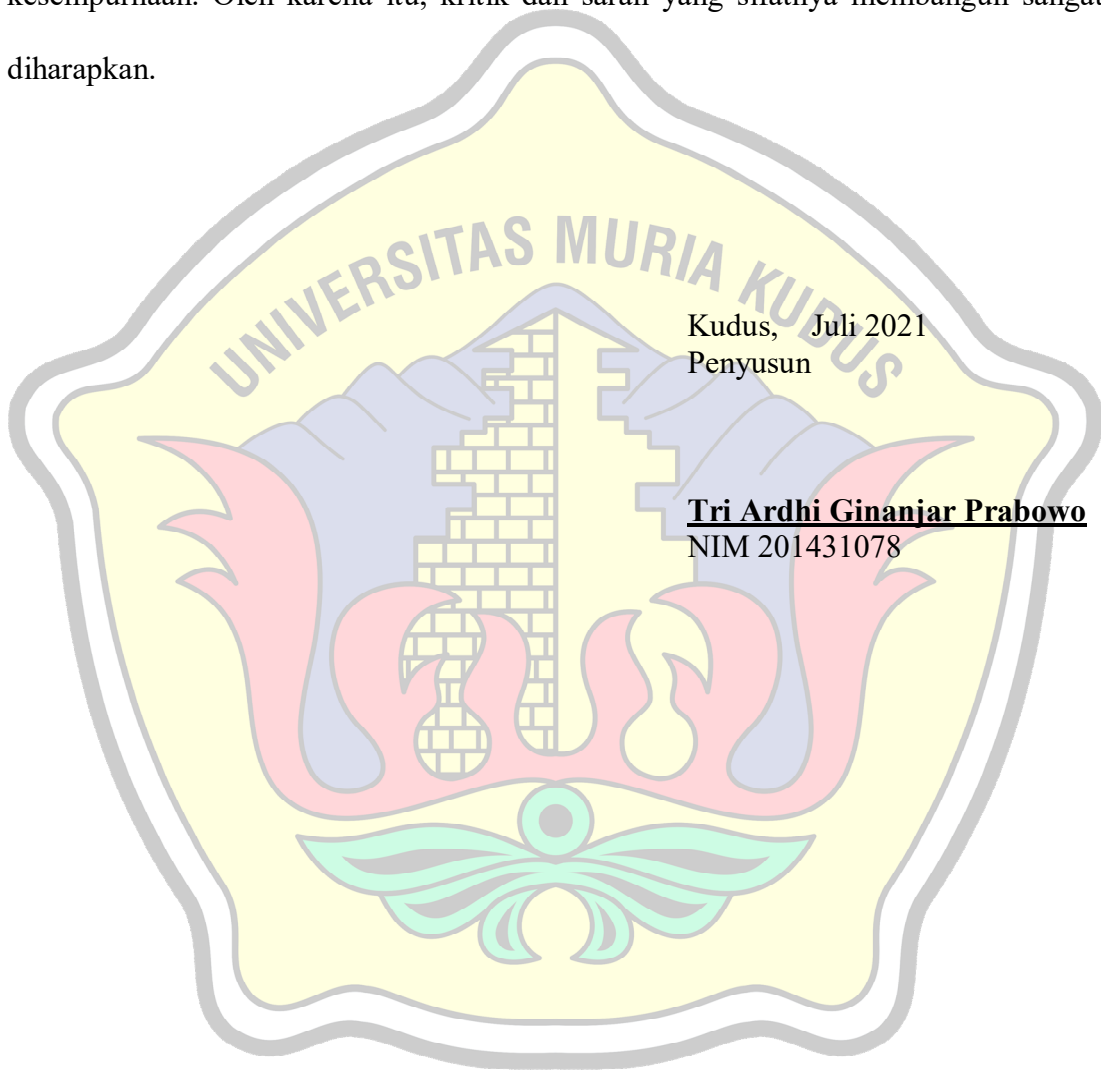 kesempurnaan. Oleh karena itu, kritik dan saran yang sifatnya membangun sangat
diharapkan.
UNIVERSITAS MURIA KUDUS
Kudus, Juli 2021
Penyusun
Tri Ardhi Ginanjar Prabowo
NIM 201431078